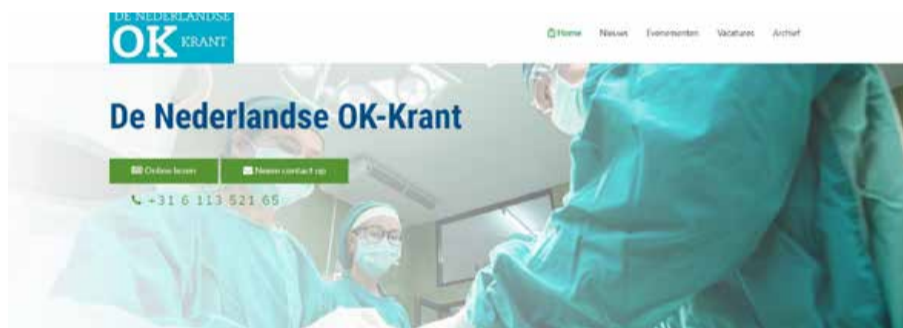 DE NEDERLANDSE
OK KRANT
Home Nieuws Evenementen Vacatures Archief
De Nederlandse OK-Krant
Online lezen Neem contact op
+31 6 113 521 65